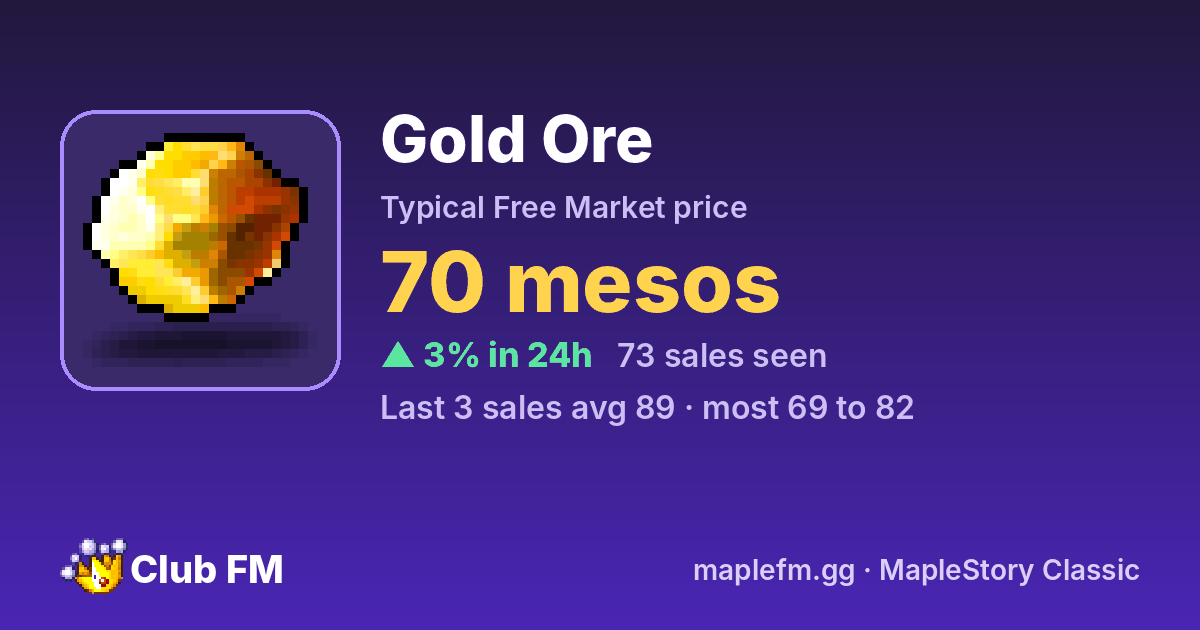 Gold Ore
Typical Free Market price
70 mesos
▲ 3% in 24h 73 sales seen
Last 3 sales avg 89 · most 69 to 82
Club FM
maplefm.gg · MapleStory Classic